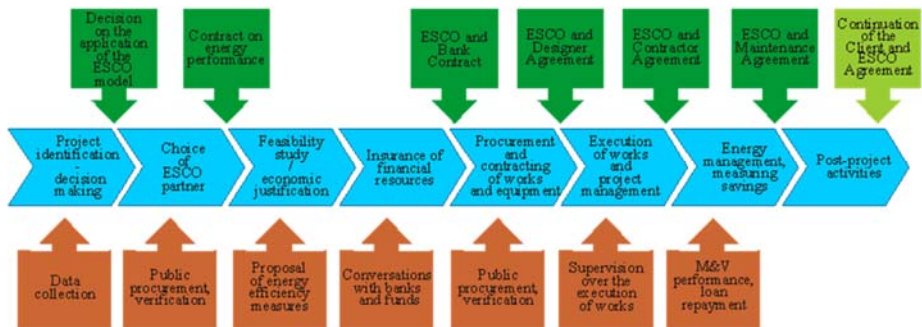 Decision
on the
application
of the
ESCO
model
Contract on
energy
performance
ESCO and
Bank
Contract
ESCO and
Designer
Agreement
ESCO and
Contractor
Agreement
ESCO and
Maintenance
Agreement
Continuation
of the
Client and
ESCO
Agreement
Project
identification
-
decision
making
Choice
of
ESCO
partner
Feasibility
study
/
economic
justification
Insurance of
financial
resources
Procurement
and
contracting
of works
and equipment
Execution
of works
and
project
management
Energy
management,
measuring
savings
Post-project
activities
Data
collection
Public
procurement,
verification
Proposal
of energy
efficiency
measures
Conversations
with banks
and funds
Public
procurement,
verification
Supervision
over the
execution
of works
M&V
performance,
loan
repayment